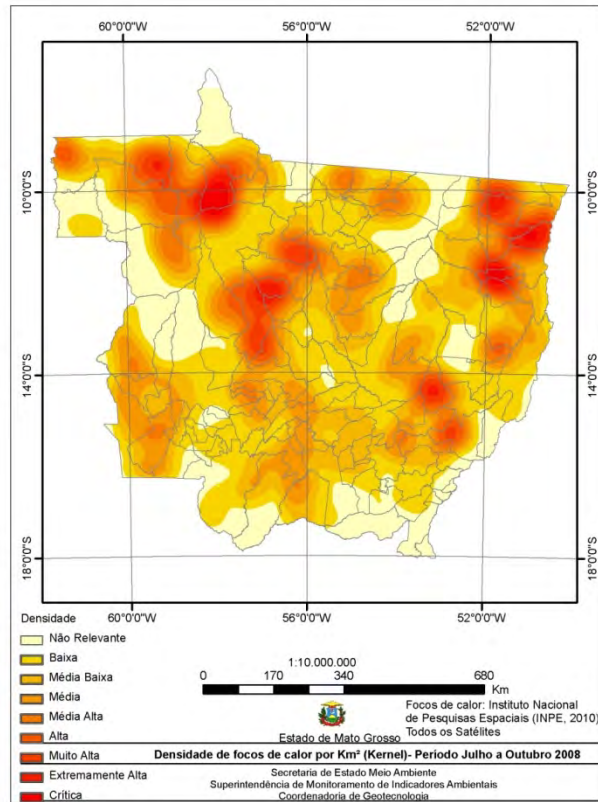 60°0'0"W 56°0'0"W 52°0'0"W
10°0'0"S 10°0'0"S
14°0'0"S 14°0'0"S
18°0'0"S 18°0'0"S
60°0'0"W 56°0'0"W 52°0'0"W
Densidade
Não Relevante
Baixa
Média Baixa
Média
Média Alta
Alta
Muito Alta
Extremamente Alta
Crítica
1:10.000.000
0 170 340 680
Km
Estado de Mato Grosso
Focos de calor: Instituto Nacional
de Pesquisas Espaciais (INPE, 2010)
Todos os Satélites
Densidade de focos de calor por Km² (Kernel)- Periodo Julho a Outubro 2008
Secretaria de Estado Meio Ambiente
Superintendência de Monitoramento de Indicadores Ambientais
Coordenadoria de Geotecnologia